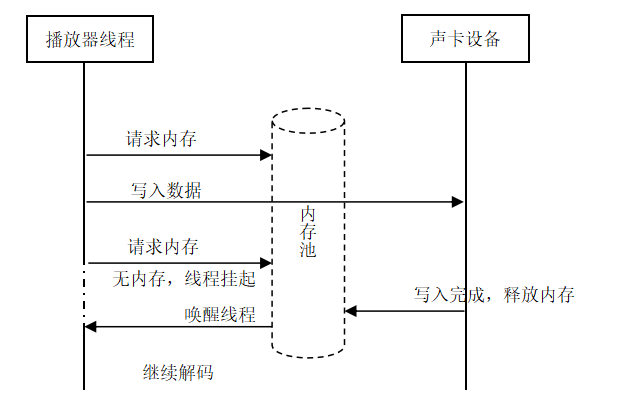 播放器线程
声卡设备
请求内存
写入数据
内存池
请求内存
无内存，线程挂起
写入完成，释放内存
唤醒线程
继续解码